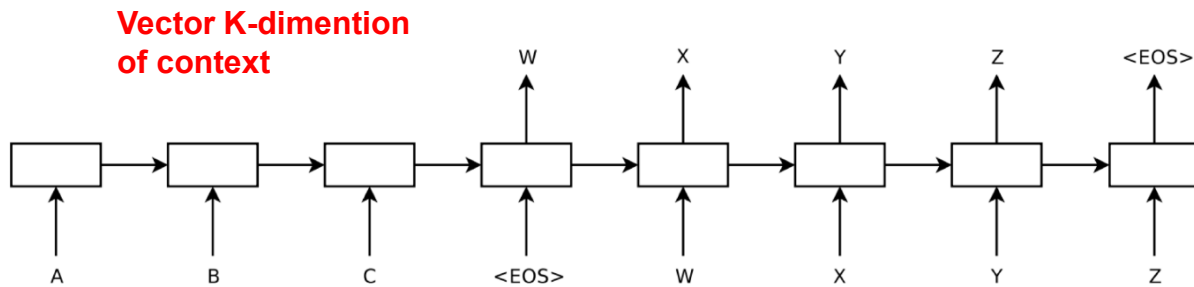 Vector K-dimention
of context
W X Y Z <EOS>
A B C <EOS> W X Y Z